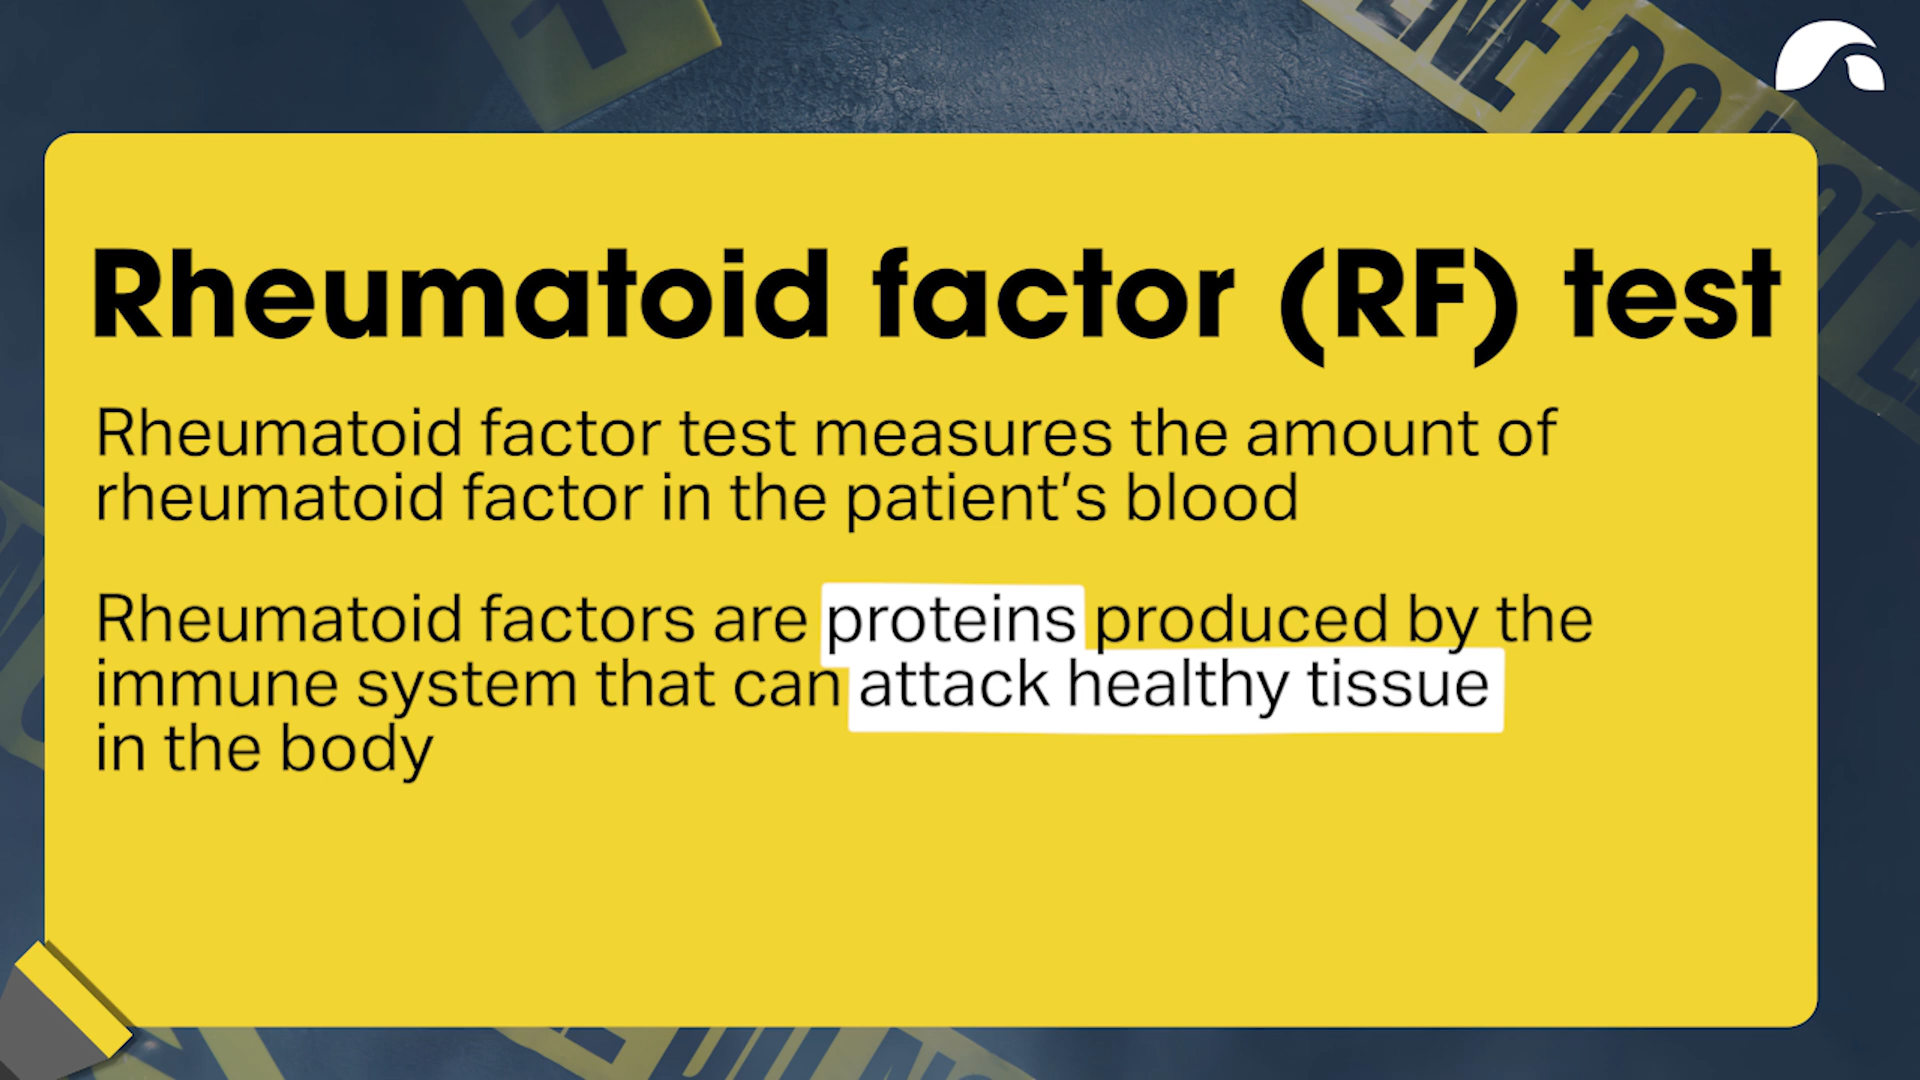 Rheumatoid factor (RF) test
Rheumatoid factor test measures the amount of
rheumatoid factor in the patient's blood
Rheumatoid factors are proteins produced by the
immune system that can attack healthy tissue
in the body